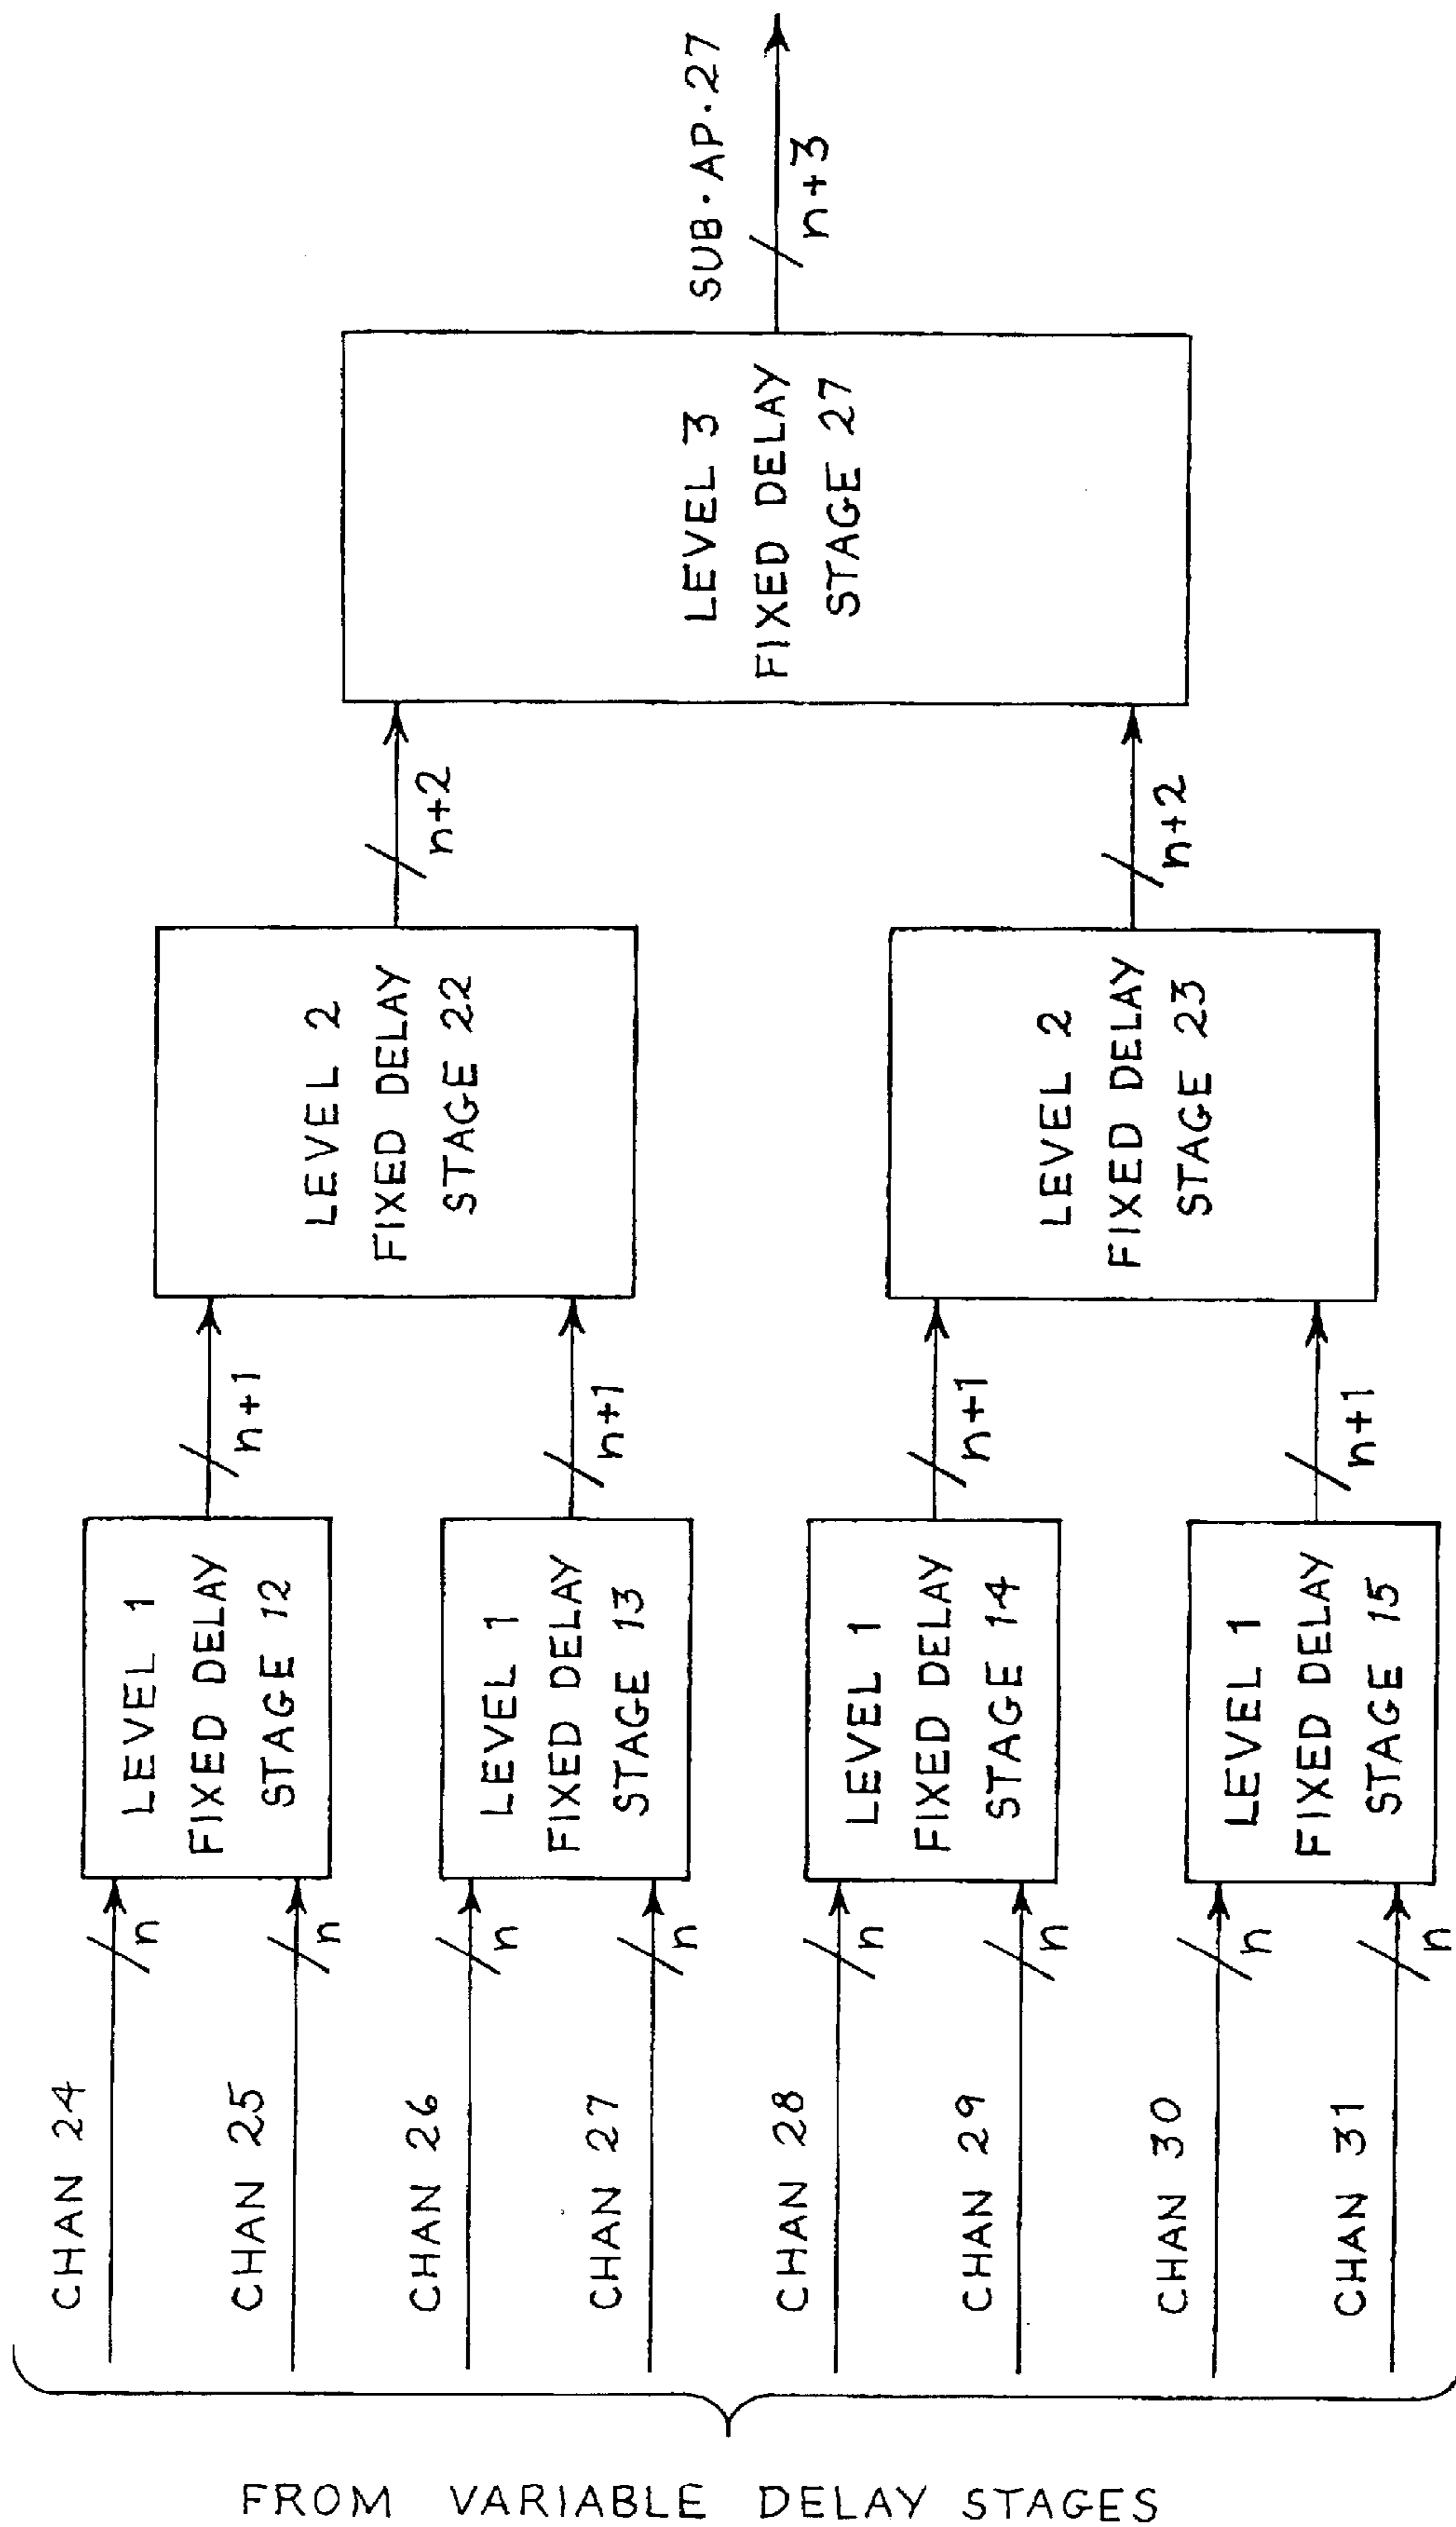 SUB·AP·27
n+3
LEVEL 3
FIXED DELAY
STAGE 27
n+2
n+2
LEVEL 2
FIXED DELAY
STAGE 22
LEVEL 2
FIXED DELAY
STAGE 23
n+1
n+1
n+1
n+1
LEVEL 1
FIXED DELAY
STAGE 12
LEVEL 1
FIXED DELAY
STAGE 13
LEVEL 1
FIXED DELAY
STAGE 14
LEVEL 1
FIXED DELAY
STAGE 15
n
n
n
n
n
n
n
n
CHAN 24
CHAN 25
CHAN 26
CHAN 27
CHAN 28
CHAN 29
CHAN 30
CHAN 31
FROM VARIABLE DELAY STAGES